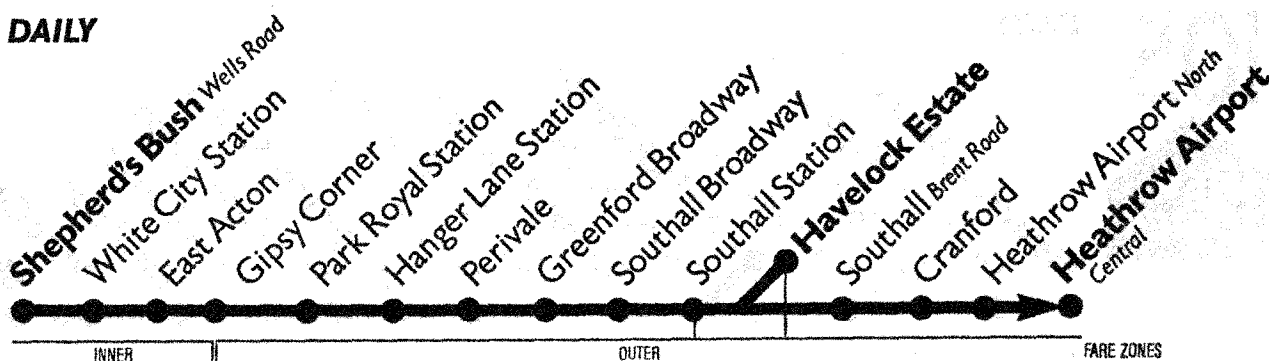 DAILY
Shepherd's Bush Wells Road
White City Station
East Acton
Gipsy Corner
Park Royal Station
Hanger Lane Station
Perivale
Greenford Broadway
Southall Broadway
Southall Station
Havelock Estate
Southall Brent Road
Cranford
Heathrow Airport North
Heathrow Airport
Central
INNER
OUTER
FARE ZONES